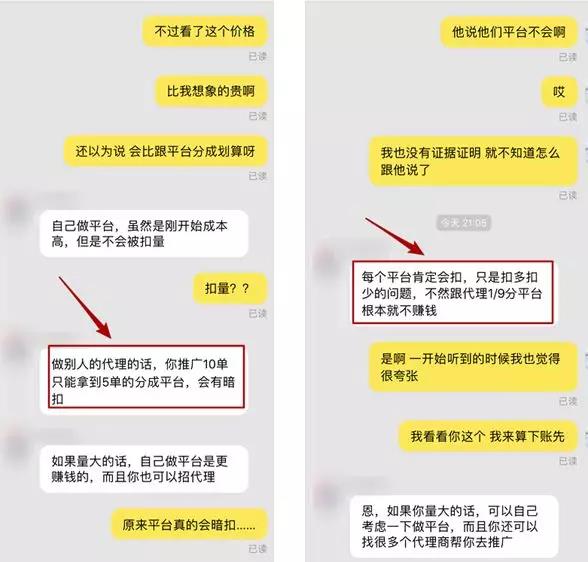 不过看了这个价格
已读
比我想象的贵啊
已读
还以为说 会比跟平台分成划算呀
已读
自己做平台，虽然是刚开始成本
高，但是不会被扣量
扣量？？
已读
做别人的代理的话，你推广10单
只能拿到5单的分成平台，会有暗
扣
如果量大的话，自己做平台是更
赚钱的，而且你也可以招代理
原来平台真的会暗扣......
已读
他说他们平台不会啊
已读
哎
已读
我也没有证据证明 就不知道怎么
跟他说了
已读
今天 21:05
每个平台肯定会扣，只是扣多扣
少的问题，不然跟代理1/9分平台
根本就不赚钱
是啊 一开始听到的时候我也觉得
很夸张
已读
我看看你这个 我来算下账先
已读
恩，如果你量大的话，可以自己
考虑一下做平台，而且你还可以
找很多个代理商帮你去推广